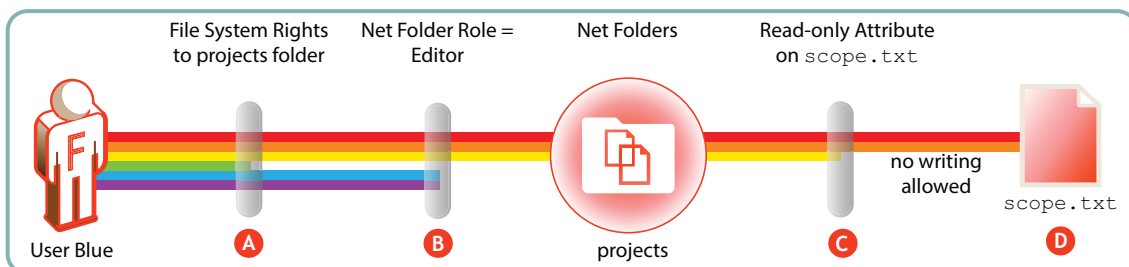 File System Rights
to projects folder
Net Folder Role =
Editor
Net Folders
Read-only Attribute
on scope.txt
F
no writing
allowed
scope.txt
User Blue
A
B
projects
C
D